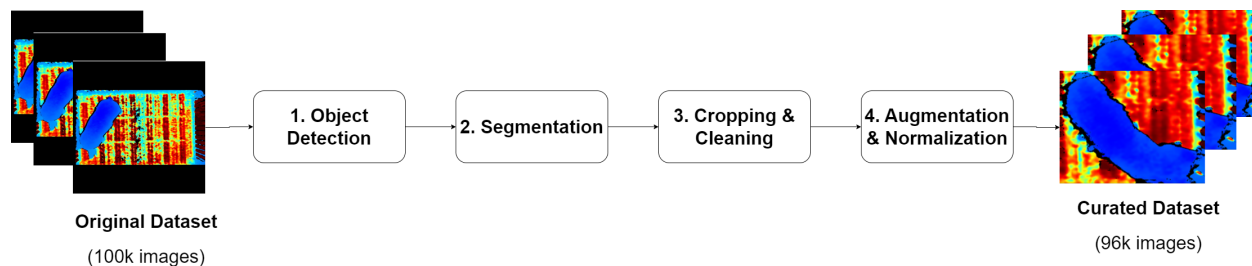 1. Object
Detection
2. Segmentation
3. Cropping &
Cleaning
4. Augmentation
& Normalization
Original Dataset
(100k images)
Curated Dataset
(96k images)